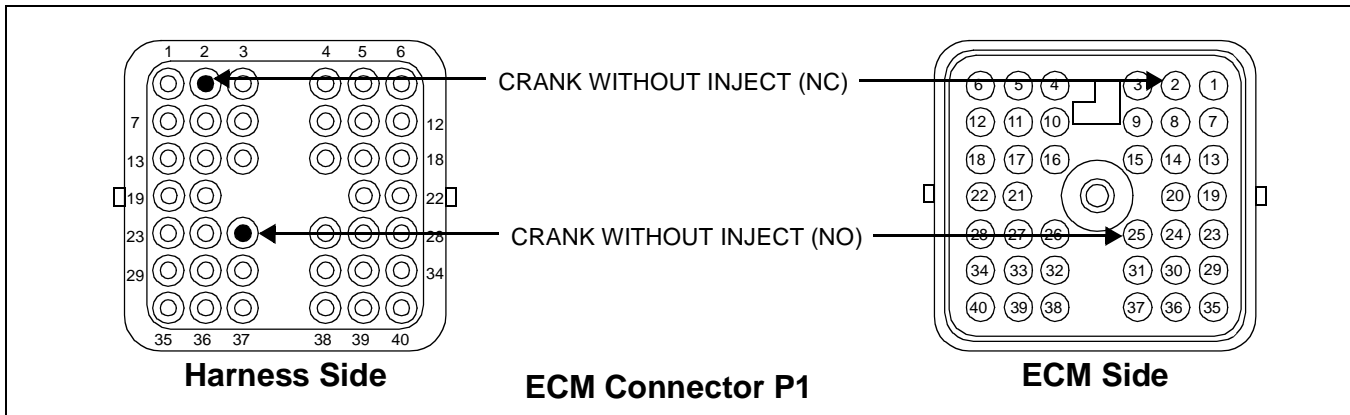 1 2 3 4 5 6
CRANK WITHOUT INJECT (NC)
6 5 4 3 2 1
7 12
12 11 10 9 8 7
13 18
18 17 16 15 14 13
19 22
22 21 20 19
23 28
CRANK WITHOUT INJECT (NO)
28 27 26 25 24 23
29 34
34 33 32 31 30 29
40 39 38 37 36 35
35 36 37 38 39 40
Harness Side
ECM Connector P1
ECM Side